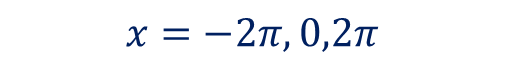 x = −2π, 0,2π